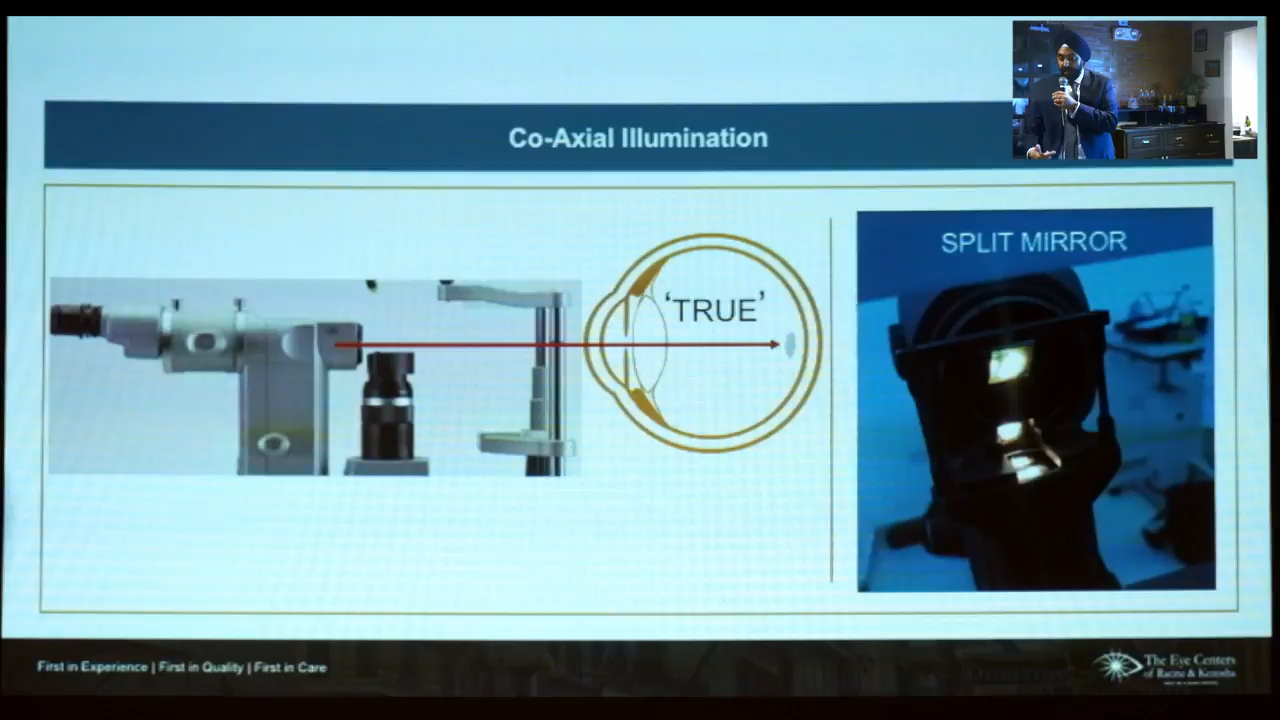 Co-Axial Illumination
SPLIT MIRROR
‘TRUE’
First in Experience | First in Quality | First in Care
The Eye Centers
of Racine & Kenosha